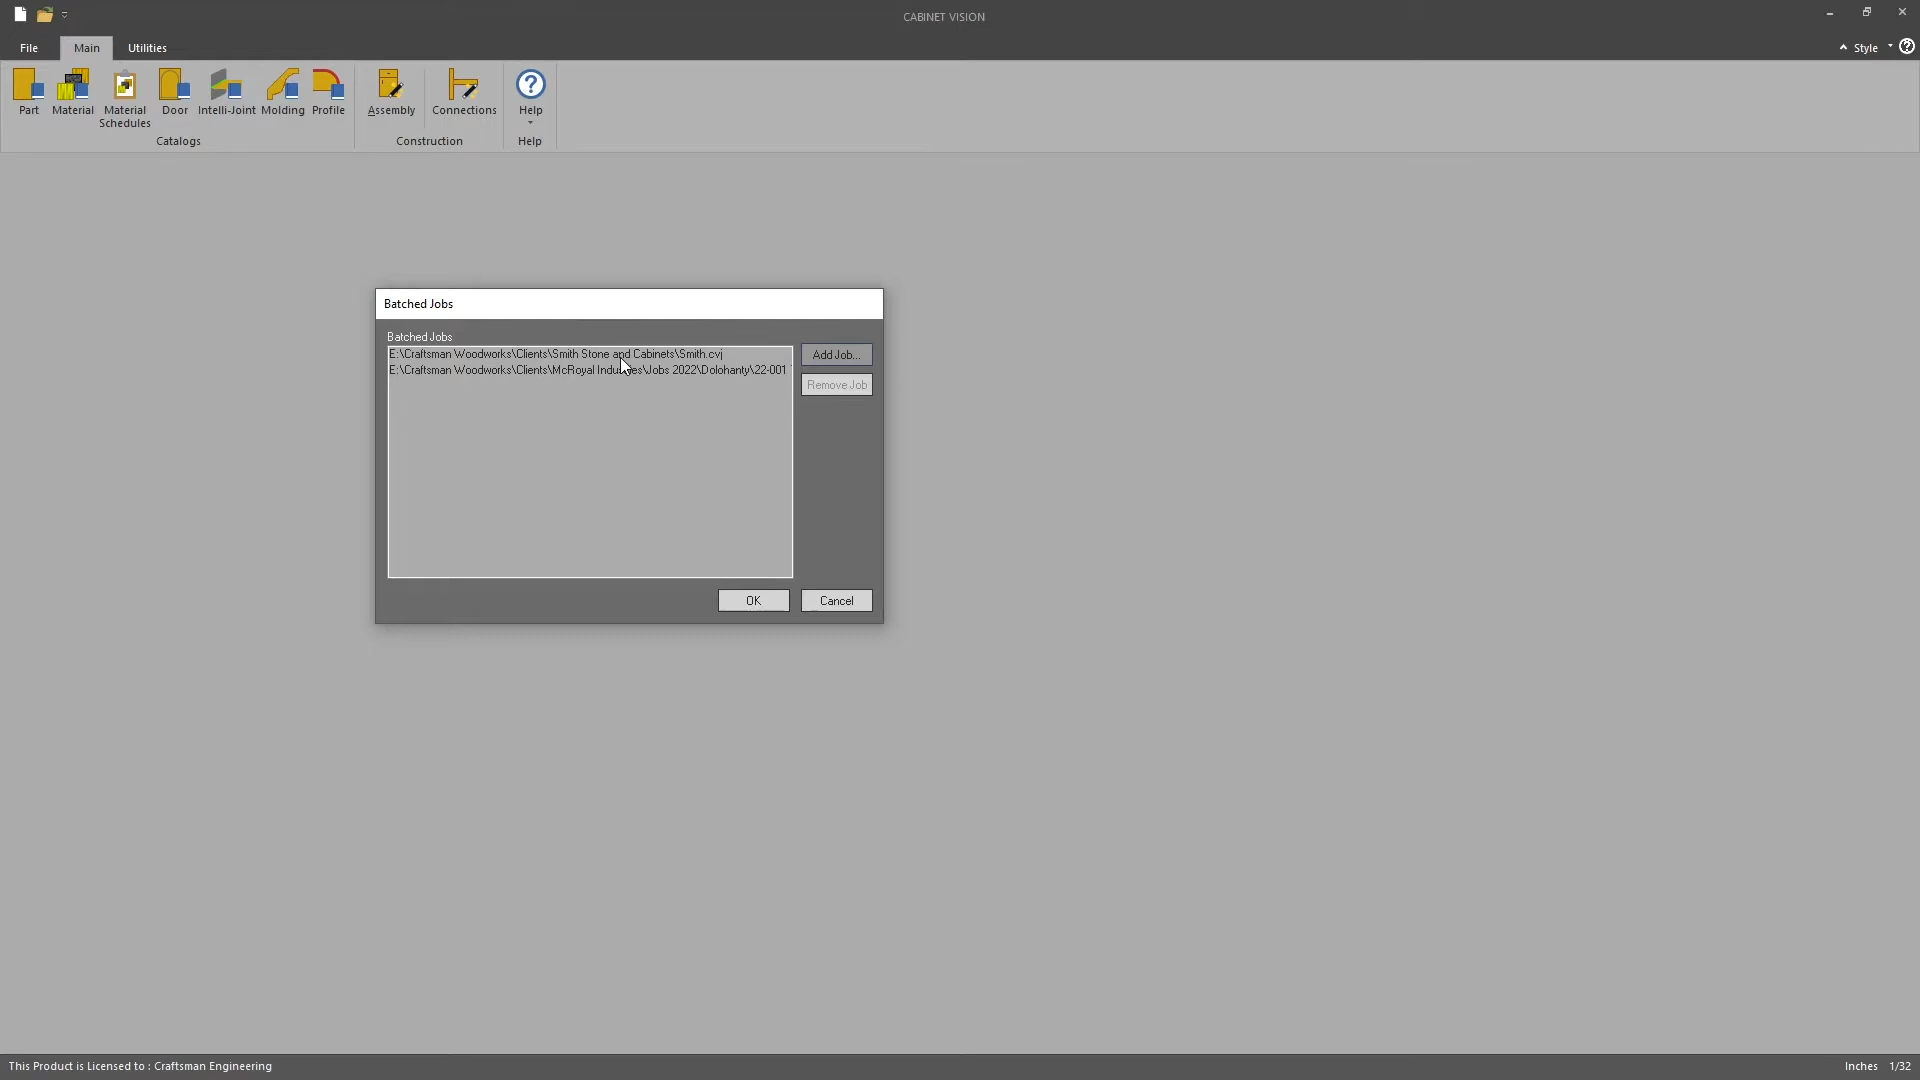 CABINET VISION
File Main Utilities Style
Part Material Material Schedules Door Intelli-Joint Molding Profile Assembly Connections Help
Catalogs Construction Help
Batched Jobs
Batched Jobs
E:\Craftsman Woodworks\Clients\Smith Stone and Cabinets\Smith.cvj
E:\Craftsman Woodworks\Clients\McRoyal Industries\Jobs 2022\Dolohanty\22-001
Add Job...
Remove Job
OK Cancel
This Product is Licensed to : Craftsman Engineering Inches 1/32